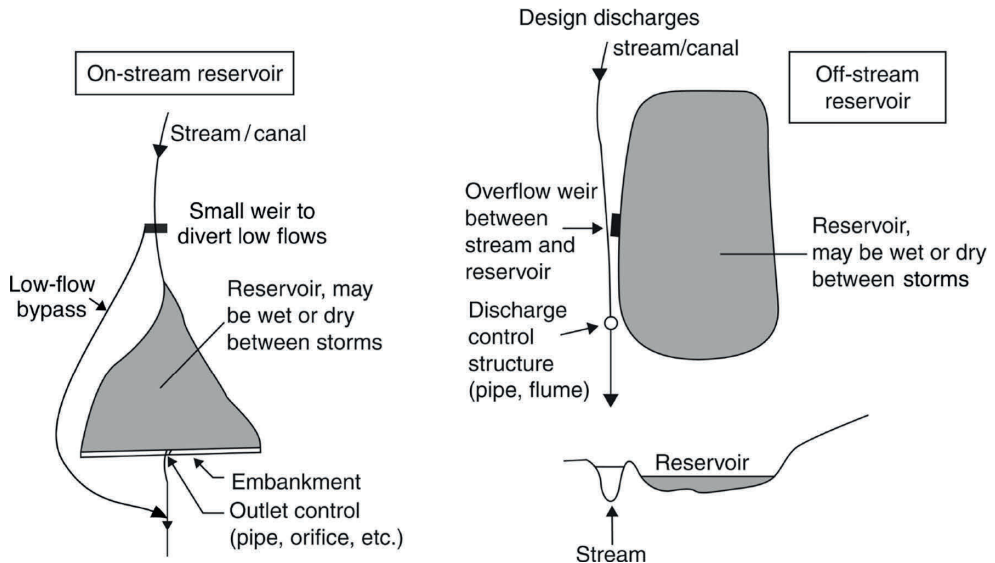 On-stream reservoir
Stream/canal
Small weir to
divert low flows
Low-flow
bypass
Reservoir, may
be wet or dry
between storms
Embankment
Outlet control
(pipe, orifice, etc.)
Design discharges
stream/canal
Off-stream
reservoir
Overflow weir
between
stream and
reservoir
Reservoir,
may be wet or dry
between storms
Discharge
control
structure
(pipe, flume)
Reservoir
Stream